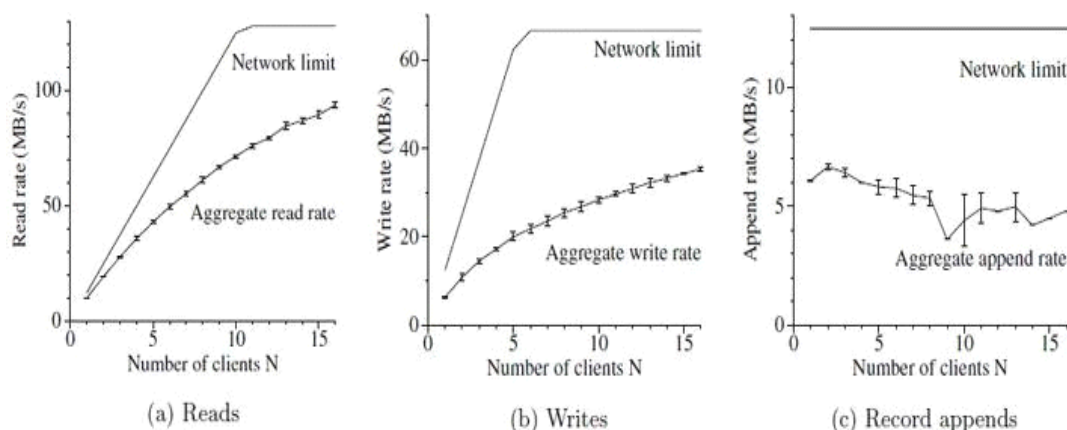 Read rate (MB/s)
100
50
0
0
5
10
15
Network limit
Aggregate read rate
Number of clients N
(a) Reads
Write rate (MB/s)
60
40
20
0
0
5
10
15
Network limit
Aggregate write rate
Number of clients N
(b) Writes
Append rate (MB/s)
10
5
0
0
5
10
15
Network limit
Aggregate append rate
Number of clients N
(c) Record appends